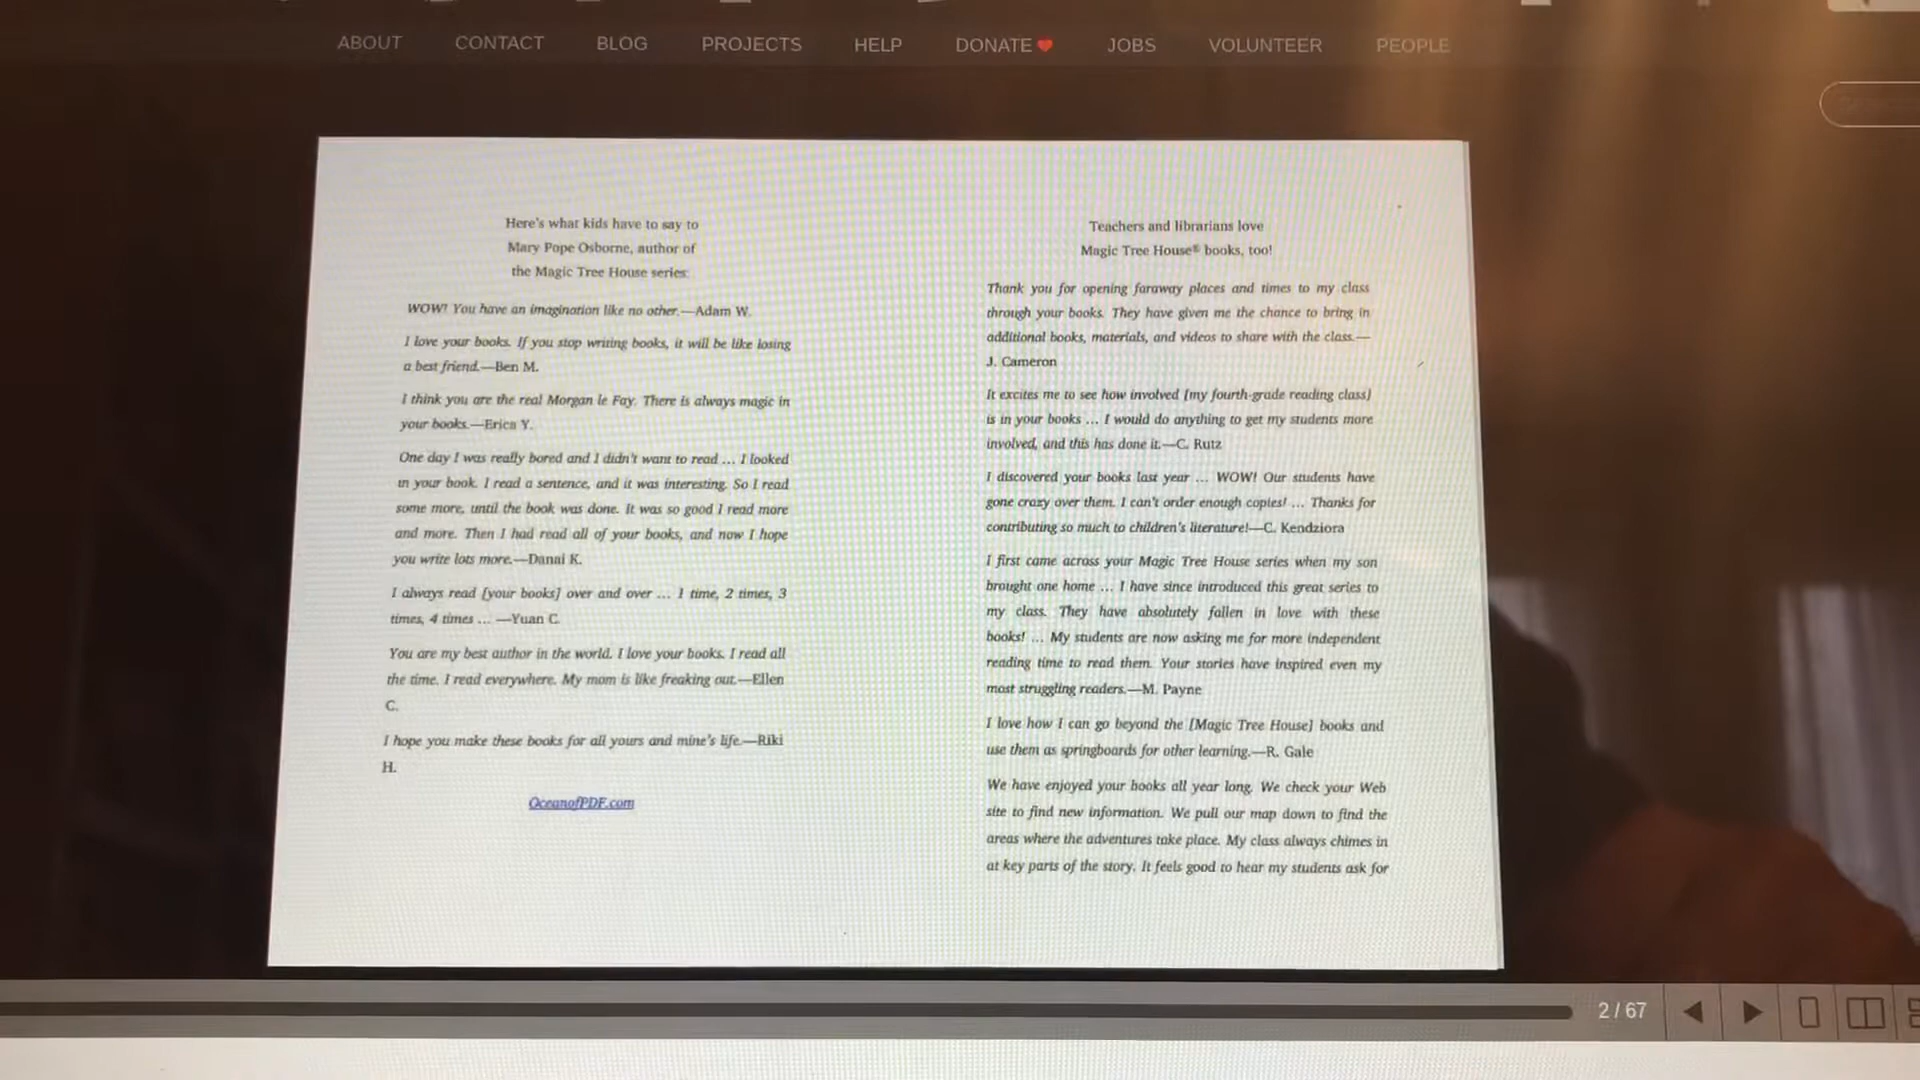 ABOUT CONTACT BLOG PROJECTS HELP DONATE JOBS VOLUNTEER PEOPLE
Here's what kids have to say to
Mary Pope Osborne, author of
the Magic Tree House series:
WOW! You have an imagination like no other.—Adam W.
I love your books. If you stop writing books, it will be like losing
a best friend.—Ben M.
I think you are the real Morgan le Fay. There is always magic in
your books.—Erica Y.
One day I was really bored and I didn't want to read ... I looked
in your book. I read a sentence, and it was interesting. So I read
some more, until the book was done. It was so good I read more
and more. Then I had read all of your books, and now I hope
you write lots more.—Danai K.
I always read [your books] over and over ... 1 time, 2 times, 3
times, 4 times ... —Yuan C.
You are my best author in the world. I love your books. I read all
the time. I read everywhere. My mom is like freaking out.—Ellen
C.
I hope you make these books for all yours and mine's life.—Riki
H.
OceanofPDF.com
Teachers and librarians love
Magic Tree House® books, too!
Thank you for opening faraway places and times to my class
through your books. They have given me the chance to bring in
additional books, materials, and videos to share with the class.—
J. Cameron
It excites me to see how involved [my fourth-grade reading class]
is in your books ... I would do anything to get my students more
involved, and this has done it.—C. Rutz
I discovered your books last year ... WOW! Our students have
gone crazy over them. I can't order enough copies! ... Thanks for
contributing so much to children's literature!—C. Kendziora
I first came across your Magic Tree House series when my son
brought one home ... I have since introduced this great series to
my class. They have absolutely fallen in love with these
books! ... My students are now asking me for more independent
reading time to read them. Your stories have inspired even my
most struggling readers.—M. Payne
I love how I can go beyond the [Magic Tree House] books and
use them as springboards for other learning.—R. Gale
We have enjoyed your books all year long. We check your Web
site to find new information. We pull our map down to find the
areas where the adventures take place. My class always chimes in
at key parts of the story. It feels good to hear my students ask for
2 / 67